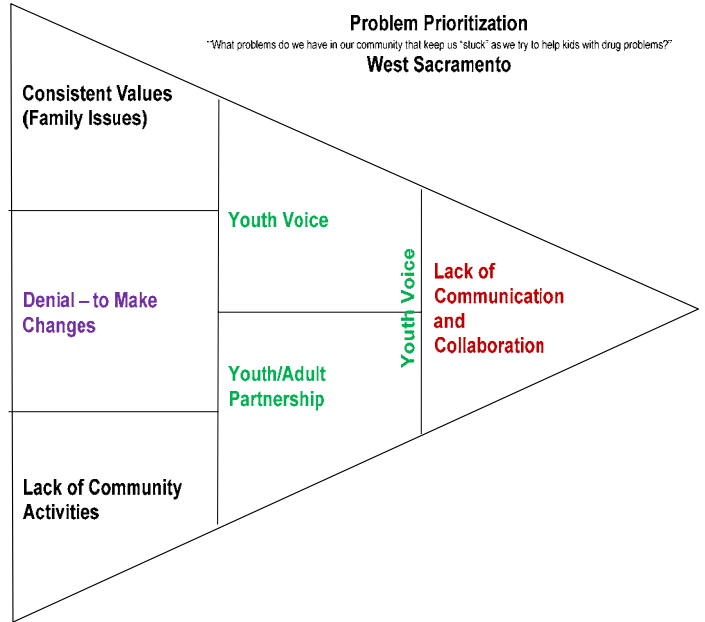 Problem Prioritization
"“What problems do we have in our community that keep us “stuck” as we try to help kids with drug problems?”
West Sacramento
Consistent Values
(Family Issues)
Denial – to Make
Changes
Lack of Community
Activities
Youth Voice
Youth/Adult
Partnership
Youth Voice
Lack of
Communication
and
Collaboration